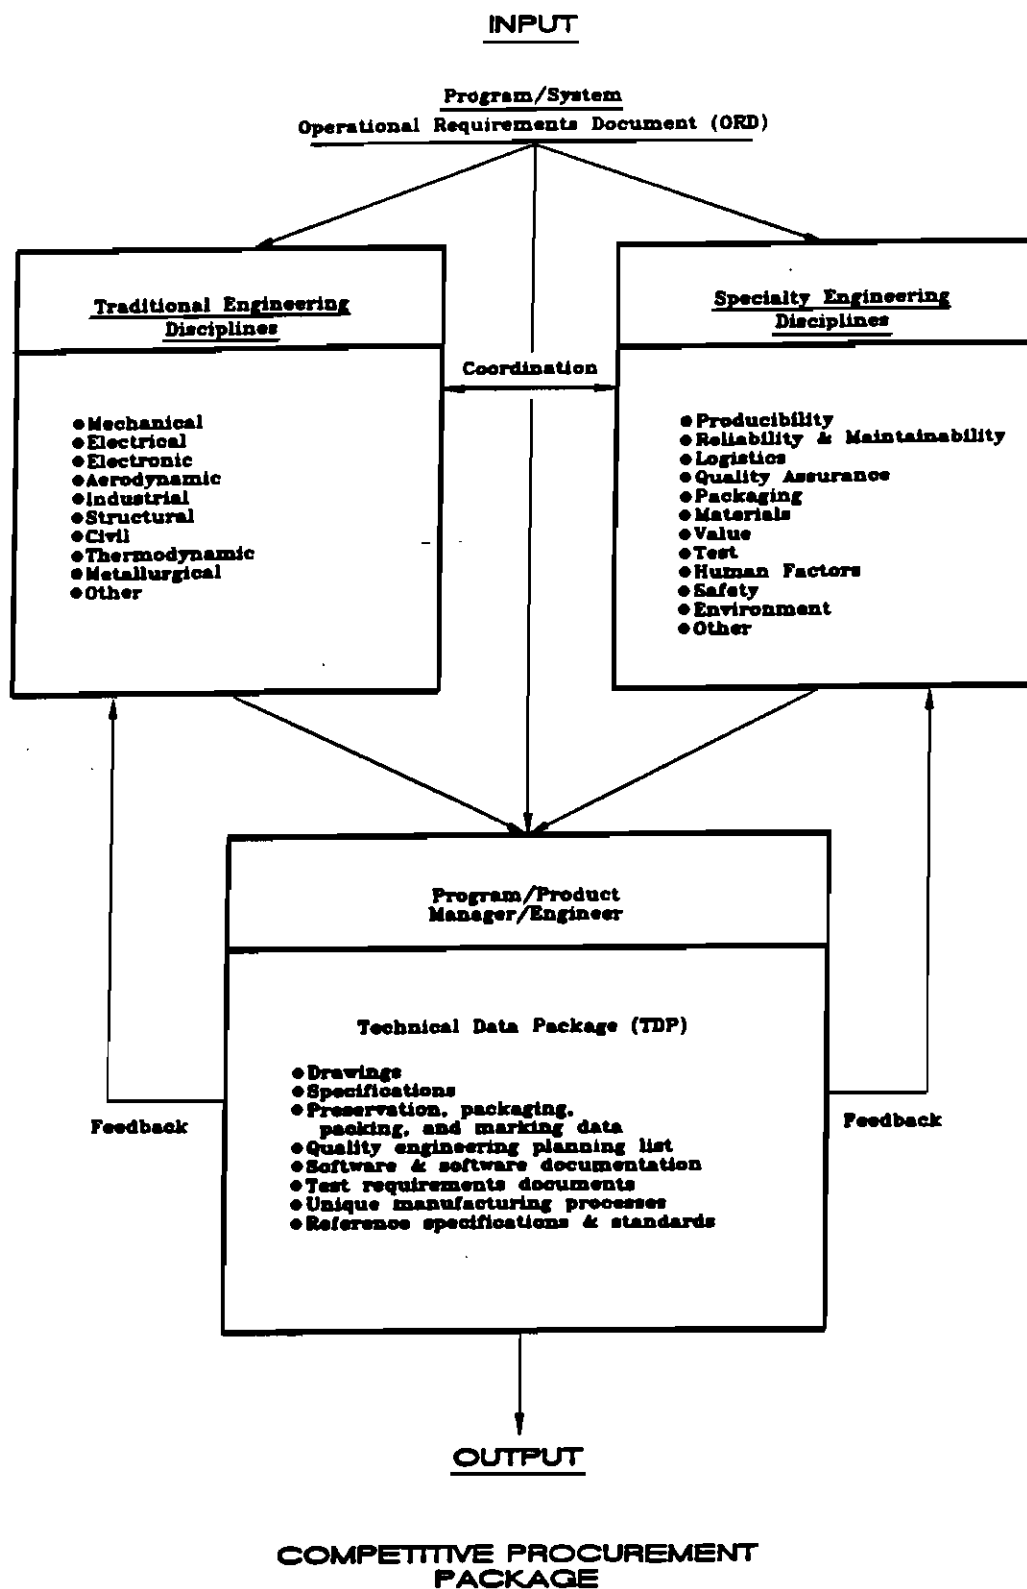 INPUT
Program/System
Operational Requirements Document (ORD)
Traditional Engineering
Disciplines
Specialty Engineering
Disciplines
Coordination
●Mechanical
●Electrical
●Electronic
●Aerodynamic
●Industrial
●Structural
●Civil
●Thermodynamic
●Metallurgical
●Other
●Producibility
●Reliability & Maintainability
●Logistics
●Quality Assurance
●Packaging
●Materials
●Value
●Test
●Human Factors
●Safety
●Environment
●Other
Program/Product
Manager/Engineer
Technical Data Package (TDP)
●Drawings
●Specifications
●Preservation, packaging,
packing, and marking data
●Quality engineering planning list
●Software & software documentation
●Test requirements documents
●Unique manufacturing processes
●Reference specifications & standards
Feedback
Feedback
OUTPUT
COMPETITIVE PROCUREMENT
PACKAGE